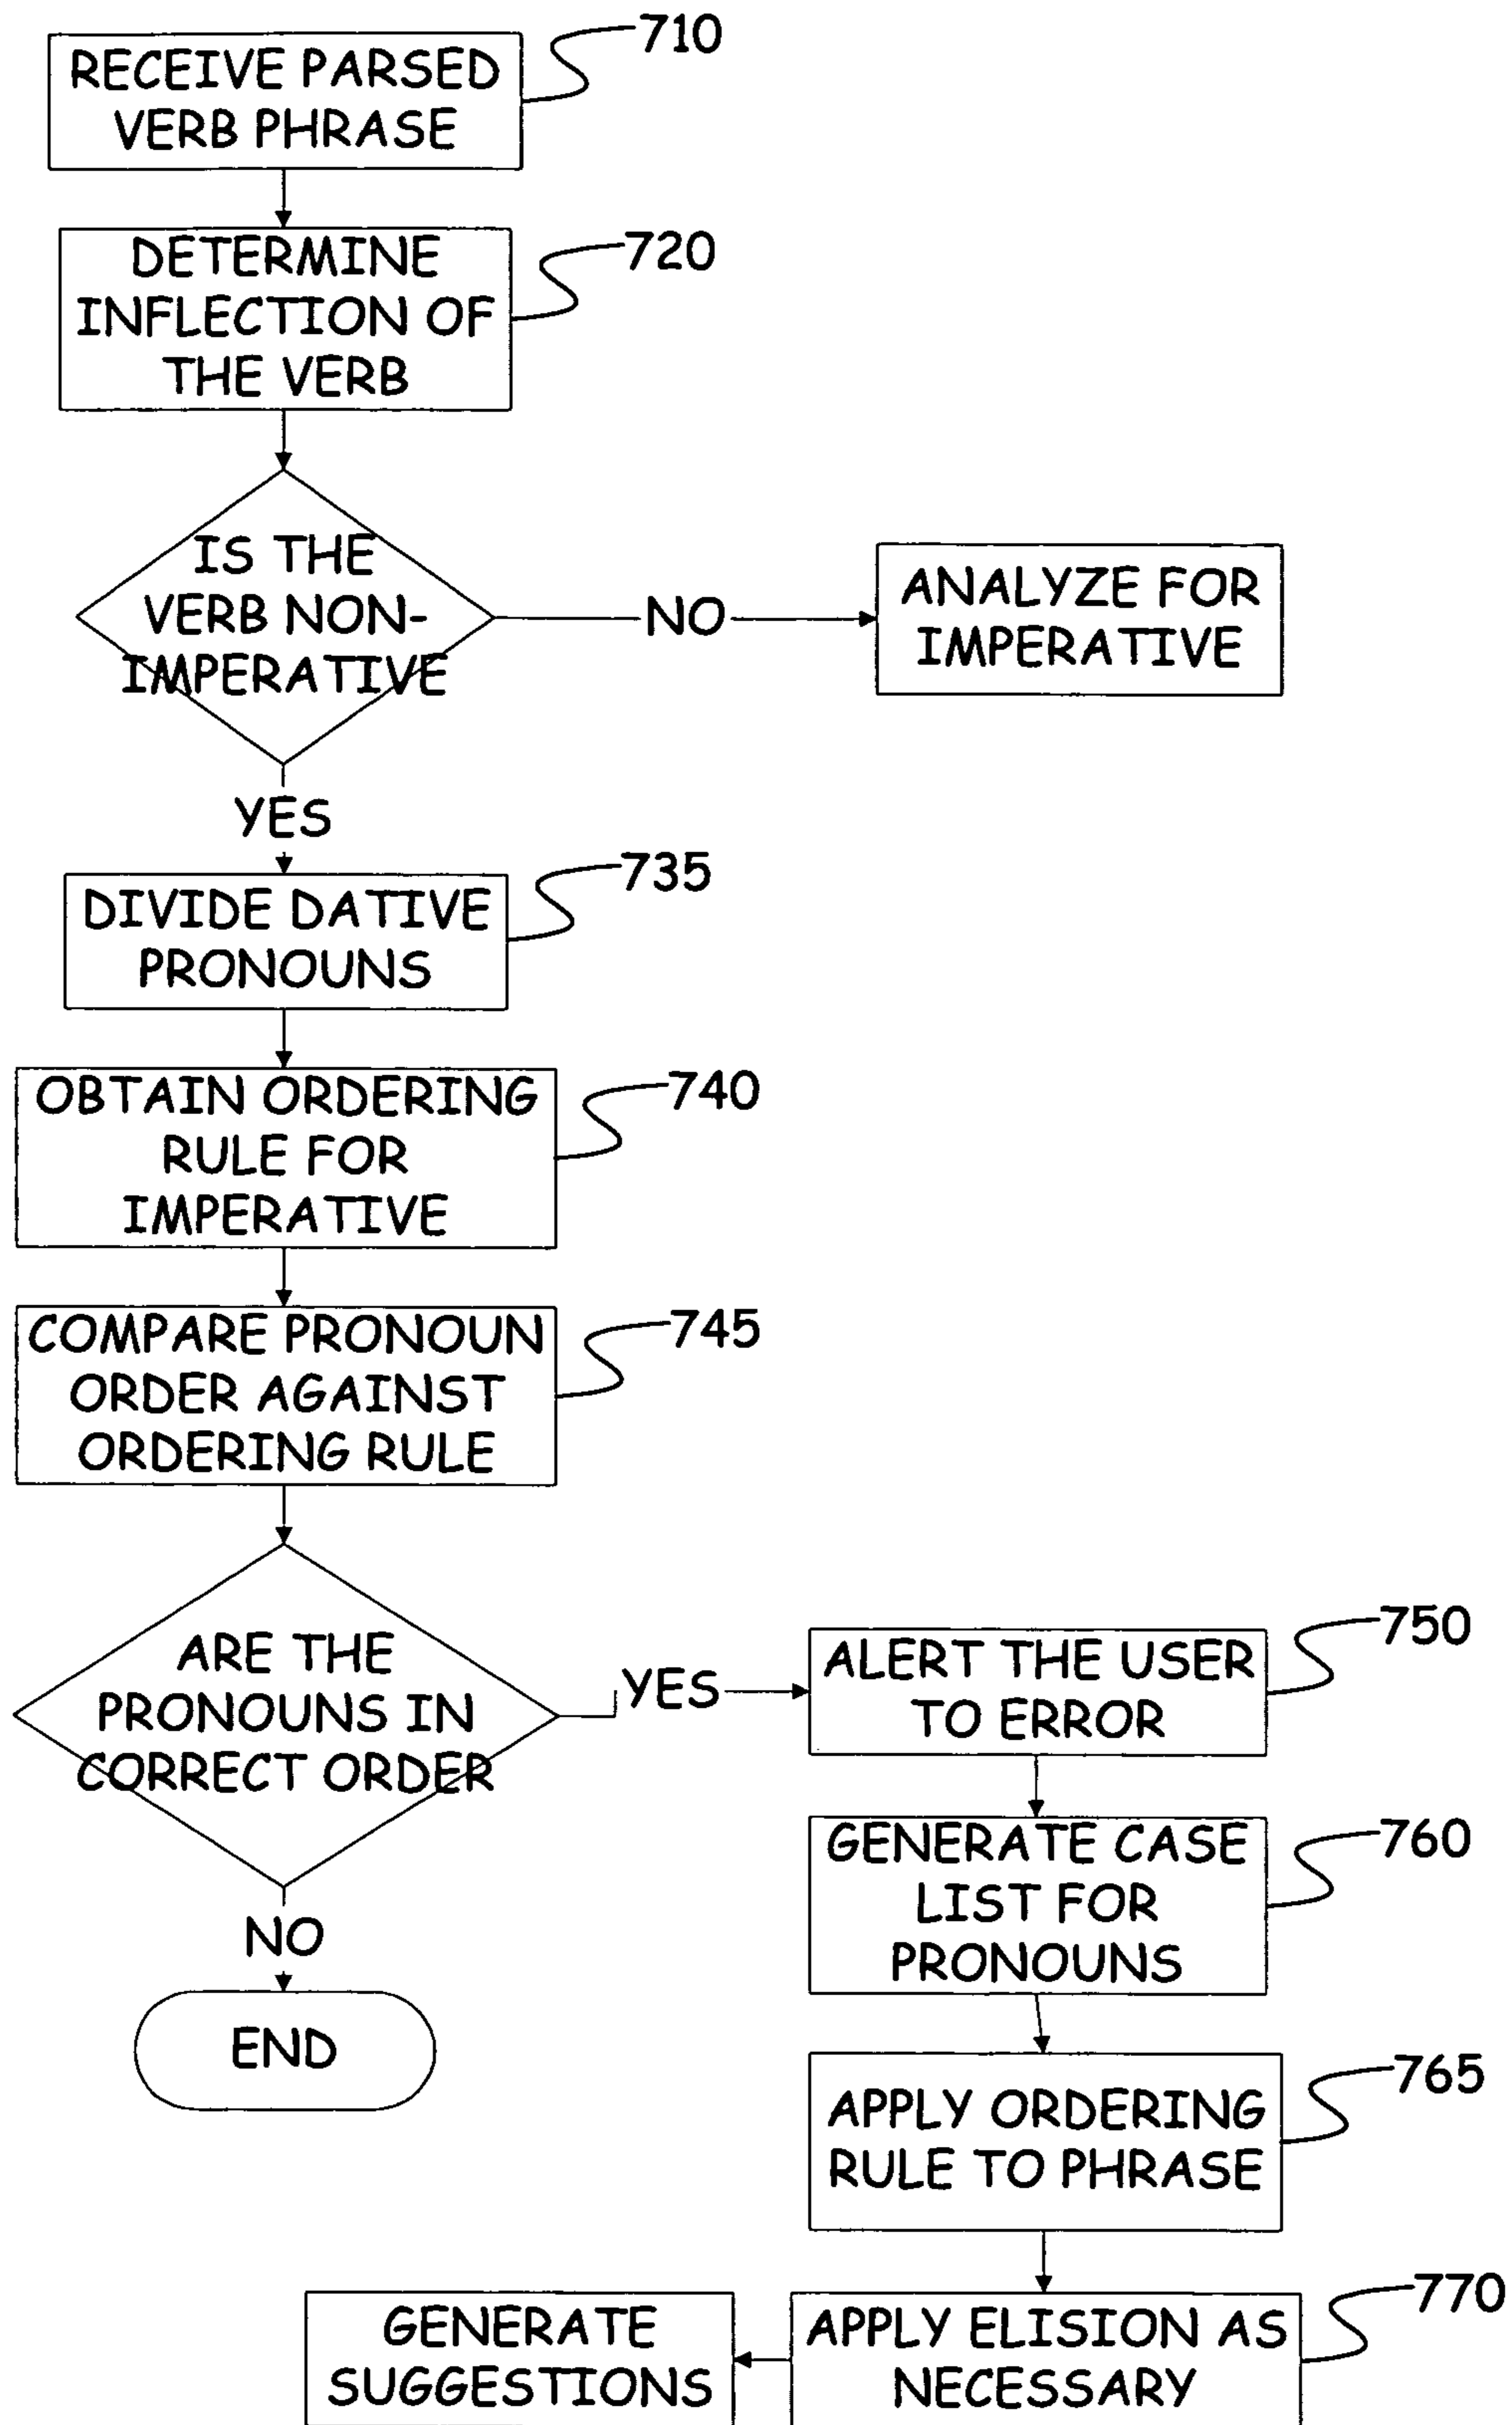 710
RECEIVE PARSED
VERB PHRASE
720
DETERMINE
INFLECTION OF
THE VERB
IS THE
VERB NON-
IMPERATIVE
NO
ANALYZE FOR
IMPERATIVE
YES
735
DIVIDE DATIVE
PRONOUNS
740
OBTAIN ORDERING
RULE FOR
IMPERATIVE
745
COMPARE PRONOUN
ORDER AGAINST
ORDERING RULE
ARE THE
PRONOUNS IN
CORRECT ORDER
YES
750
ALERT THE USER
TO ERROR
760
GENERATE CASE
LIST FOR
PRONOUNS
NO
END
765
APPLY ORDERING
RULE TO PHRASE
770
APPLY ELISION AS
NECESSARY
GENERATE
SUGGESTIONS